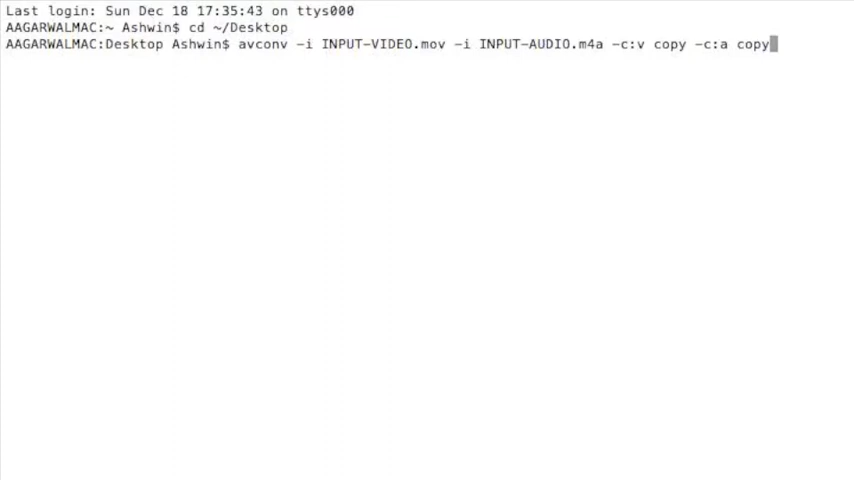 Last login: Sun Dec 18 17:35:43 on ttys000
AAGARWALMAC:~ Ashwin$ cd ~/Desktop
AAGARWALMAC:Desktop Ashwin$ avconv -i INPUT-VIDEO.mov -i INPUT-AUDIO.m4a -c:v copy -c:a copy